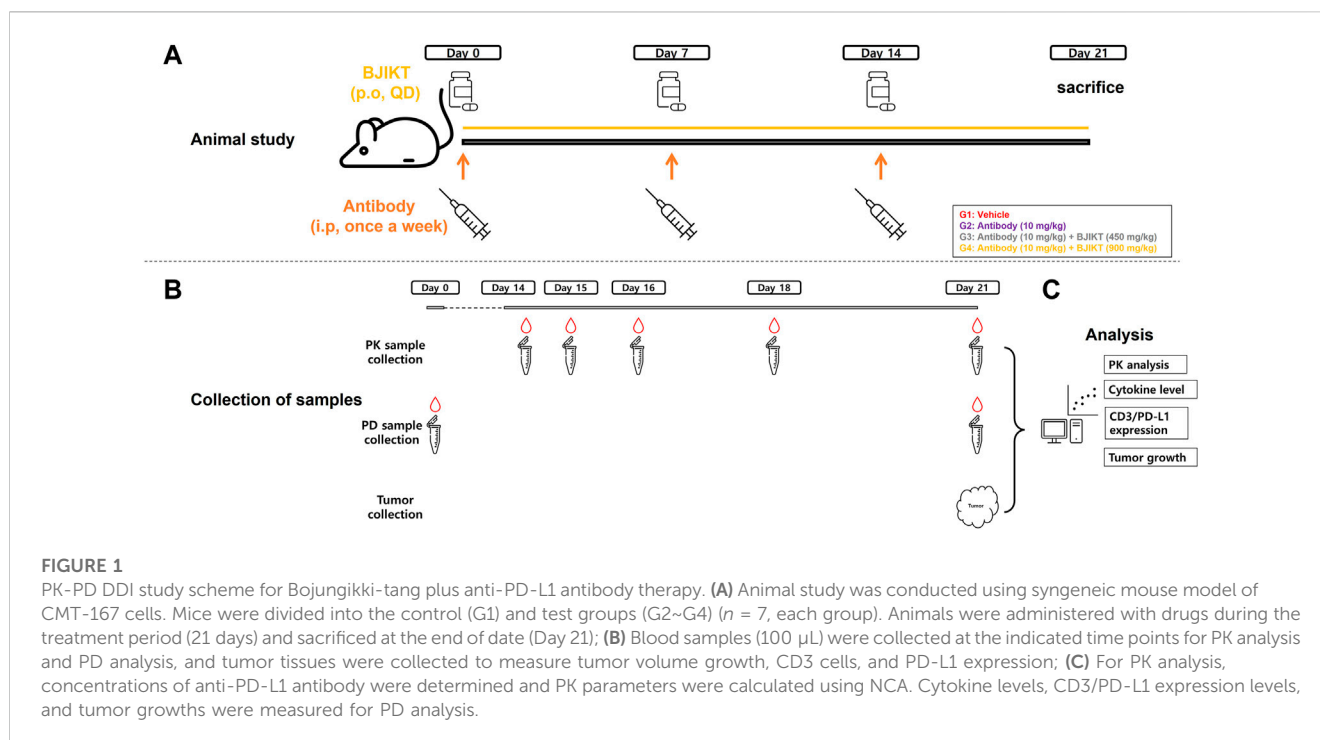 A
Day 0
Day 7
Day 14
Day 21
BJIKT
(p.o, QD)
sacrifice
Animal study
Antibody
(i.p, once a week)
G1: Vehicle
G2: Antibody (10 mg/kg)
G3: Antibody (10 mg/kg) + BJIKT (450 mg/kg)
G4: Antibody (10 mg/kg) + BJIKT (900 mg/kg)
B
Day 0
Day 14
Day 15
Day 16
Day 18
Day 21
C
PK sample
collection
Collection of samples
PD sample
collection
Tumor
collection
Tumor
Analysis
PK analysis
Cytokine level
CD3/PD-L1
expression
Tumor growth
FIGURE 1
PK-PD DDI study scheme for Bojungikki-tang plus anti-PD-L1 antibody therapy. (A) Animal study was conducted using syngeneic mouse model of
CMT-167 cells. Mice were divided into the control (G1) and test groups (G2~G4) (n = 7, each group). Animals were administered with drugs during the
treatment period (21 days) and sacrificed at the end of date (Day 21); (B) Blood samples (100 μL) were collected at the indicated time points for PK analysis
and PD analysis, and tumor tissues were collected to measure tumor volume growth, CD3 cells, and PD-L1 expression; (C) For PK analysis,
concentrations of anti-PD-L1 antibody were determined and PK parameters were calculated using NCA. Cytokine levels, CD3/PD-L1 expression levels,
and tumor growths were measured for PD analysis.